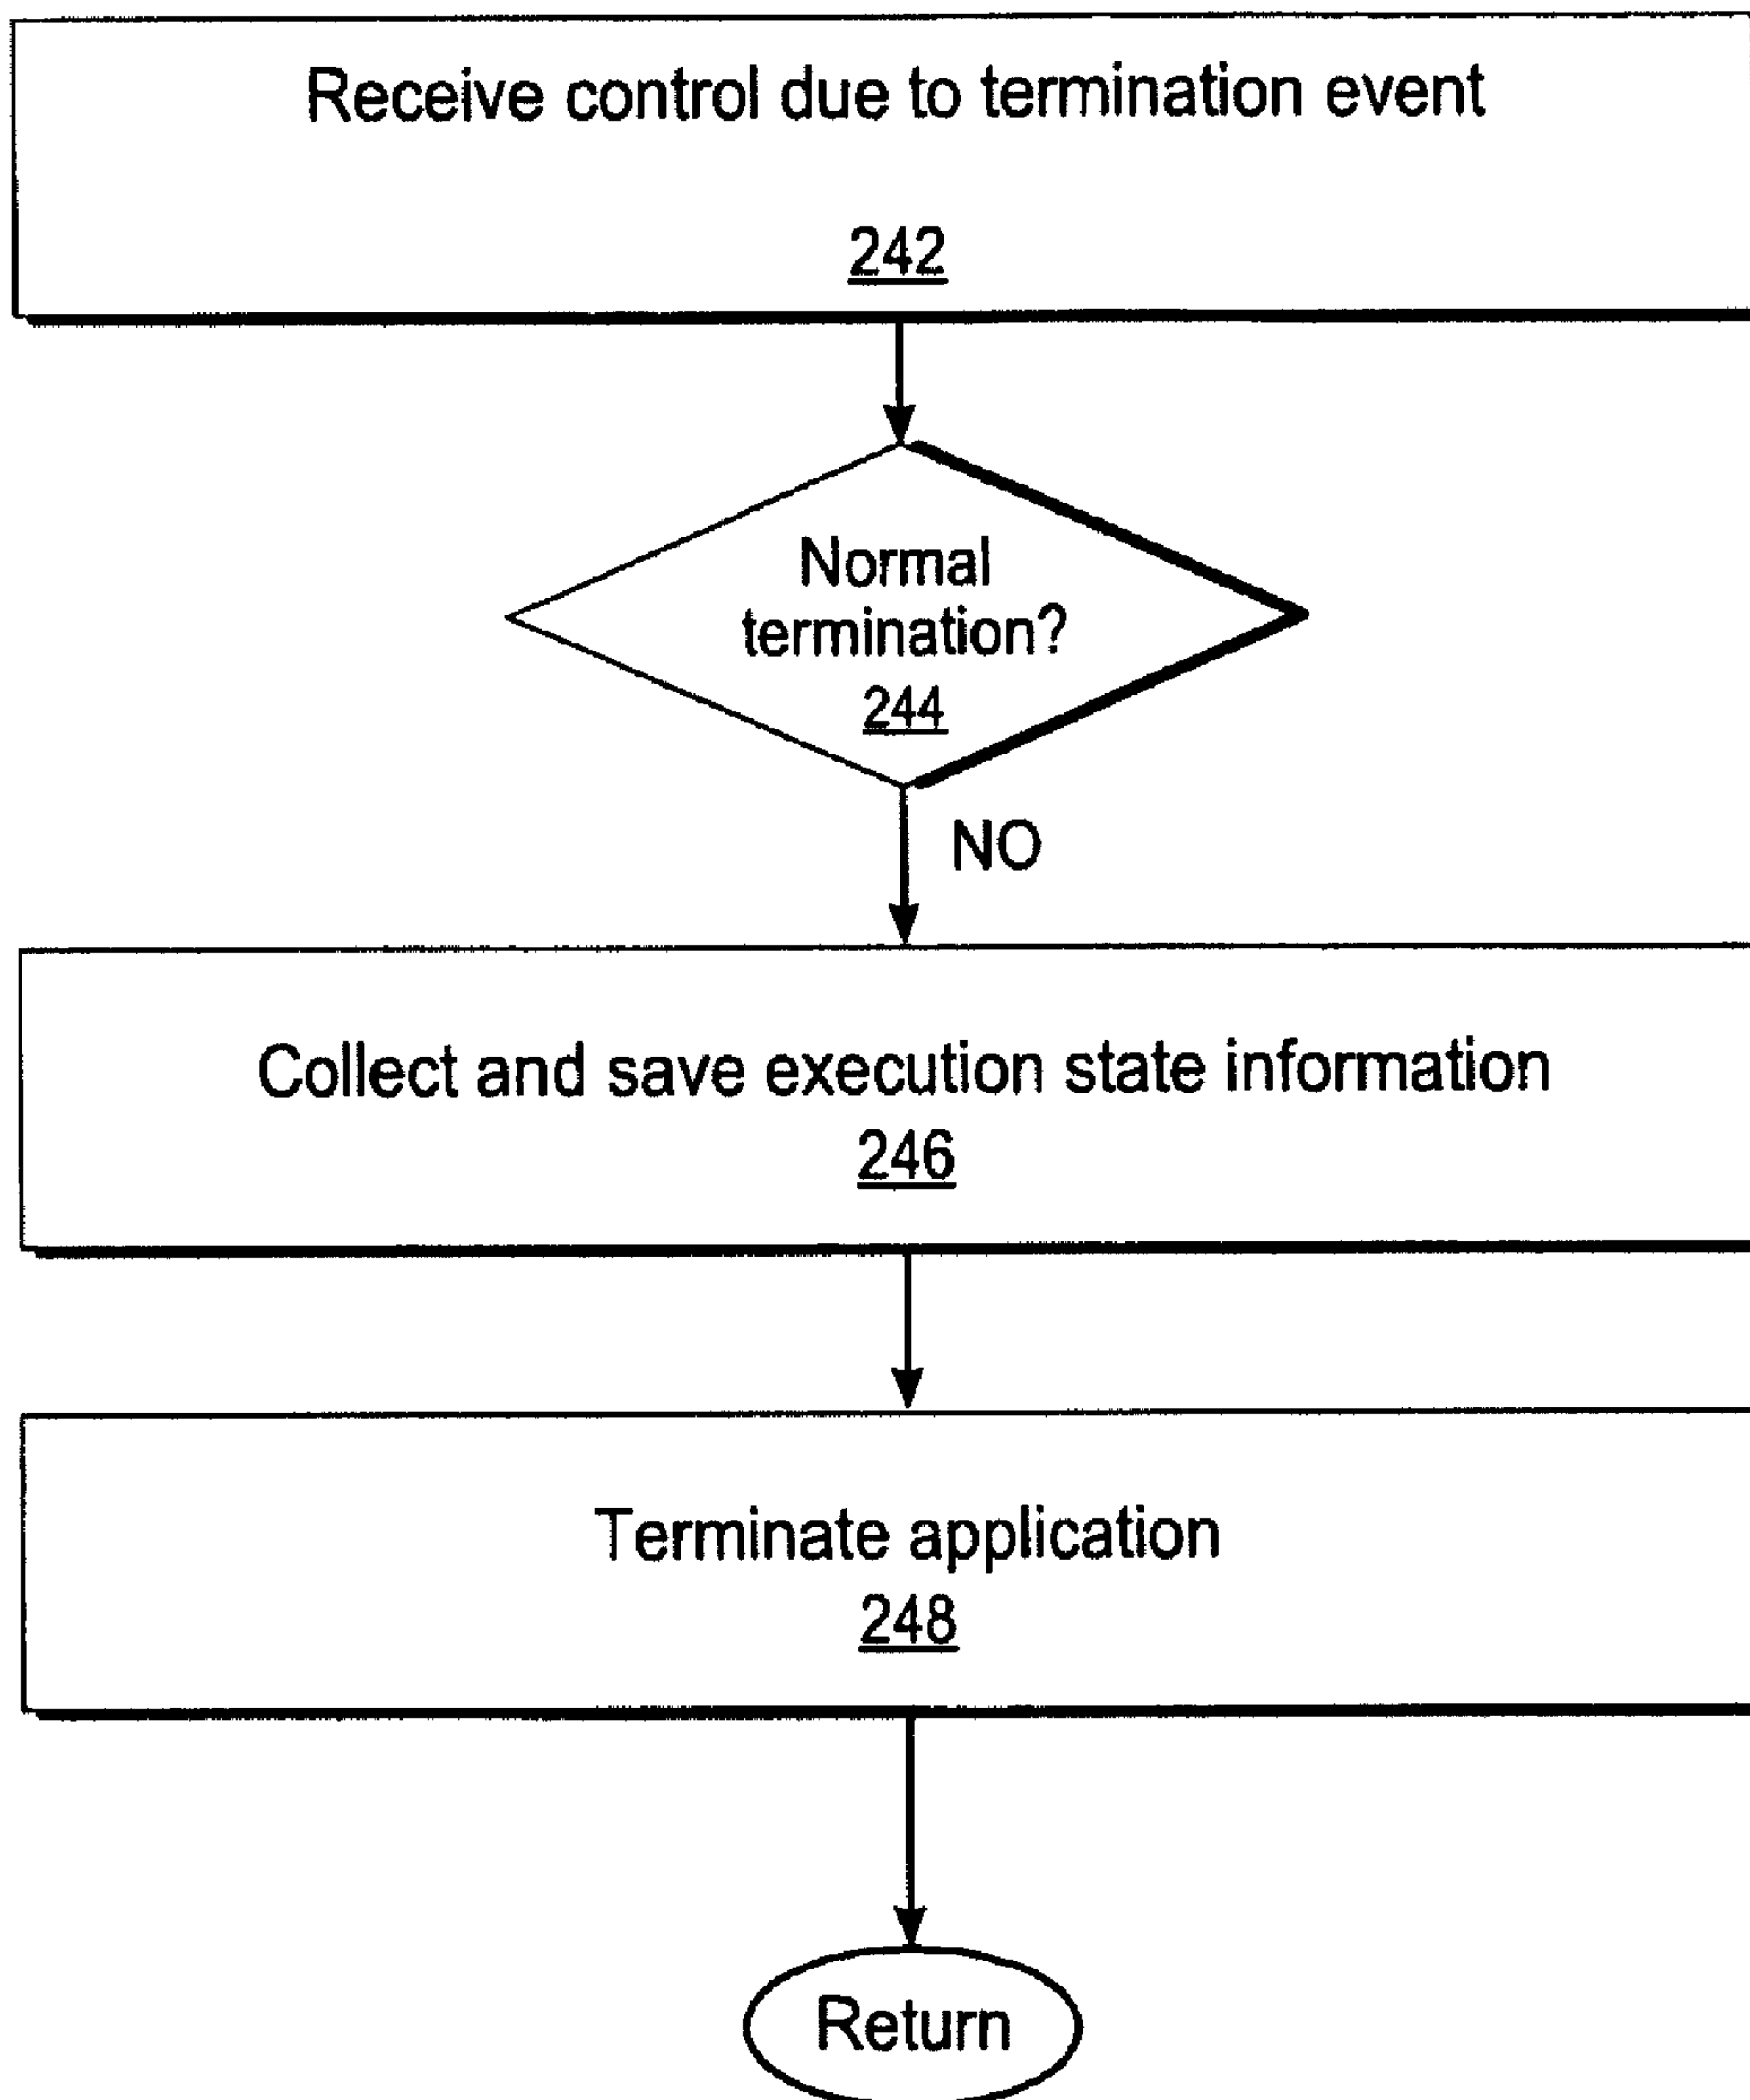 Receive control due to termination event
242
Normal
termination?
244
NO
Collect and save execution state information
246
Terminate application
248
Return